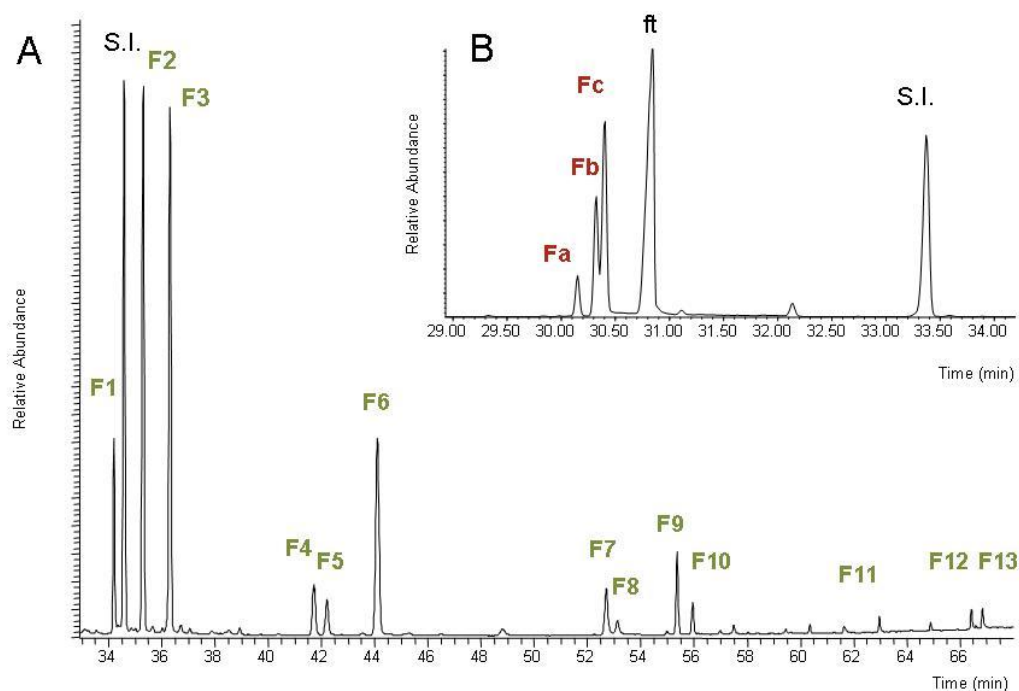 A
S.I.
F2
F3
F1
F4
F5
F6
F7
F8
F9
F10
F11
F12
F13
Relative Abundance
34 36 38 40 42 44 46 48 50 52 54 56 58 60 62 64 66
Time (min)
B
ft
Fc
Fb
Fa
S.I.
Relative Abundance
29.00 29.50 30.00 30.50 31.00 31.50 32.00 32.50 33.00 33.50 34.00
Time (min)